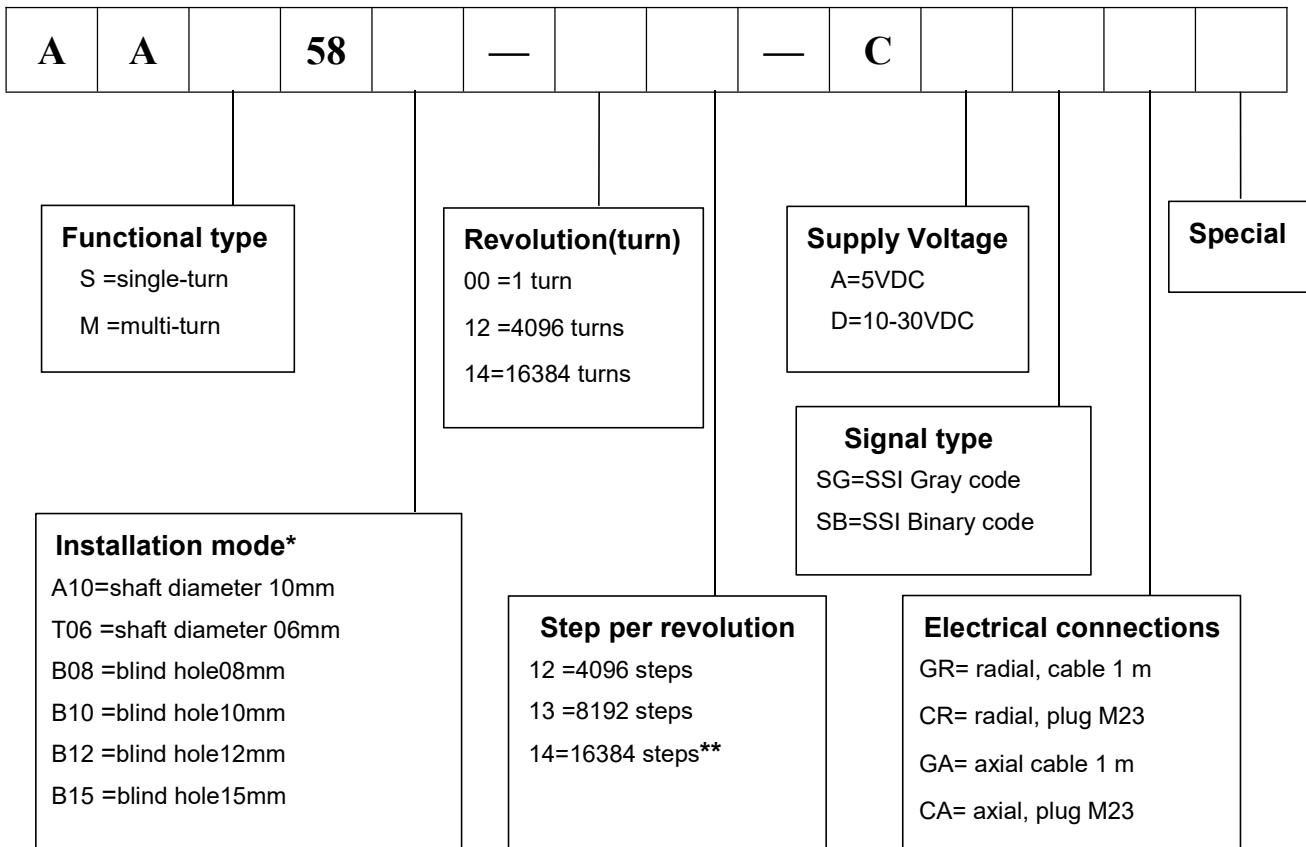 A A 58 — — C
Functional type
S =single-turn
M =multi-turn
Revolution(turn)
00 =1 turn
12 =4096 turns
14=16384 turns
Supply Voltage
A=5VDC
D=10-30VDC
Special
Signal type
SG=SSI Gray code
SB=SSI Binary code
Installation mode*
A10=shaft diameter 10mm
T06 =shaft diameter 06mm
B08 =blind hole08mm
B10 =blind hole10mm
B12 =blind hole12mm
B15 =blind hole15mm
Step per revolution
12 =4096 steps
13 =8192 steps
14=16384 steps**
Electrical connections
GR= radial, cable 1 m
CR= radial, plug M23
GA= axial cable 1 m
CA= axial, plug M23